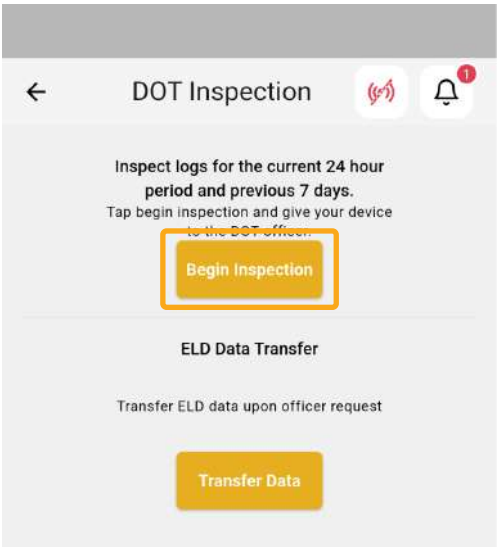 DOT Inspection
1
Inspect logs for the current 24 hour
period and previous 7 days.
Tap begin inspection and give your device
to the DOT officer.
Begin Inspection
ELD Data Transfer
Transfer ELD data upon officer request
Transfer Data